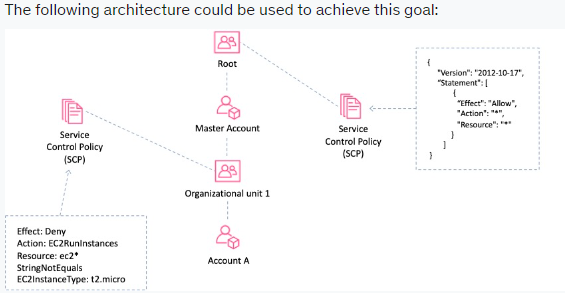 The following architecture could be used to achieve this goal:
Root
Master Account
Service
Control Policy
(SCP)
Organizational unit 1
Account A
Service
Control Policy
(SCP)
{
"Version": "2012-10-17",
"Statement": [
{
"Effect": "Allow",
"Action": "*",
"Resource": "*"
}
]
}
Effect: Deny
Action: EC2RunInstances
Resource: ec2*
StringNotEquals
EC2InstanceType: t2.micro